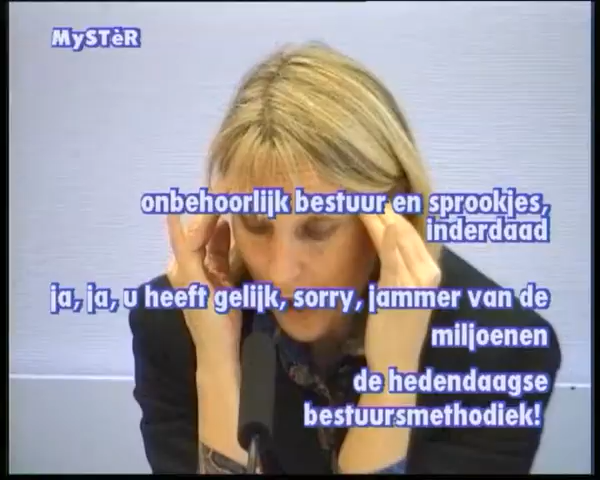 MySTèR
onbehoorlijk bestuur en sprookjes,
inderdaad
ja, ja, u heeft gelijk, sorry, jammer van de
miljoenen
de hedendaagse
bestuursmethodiek!